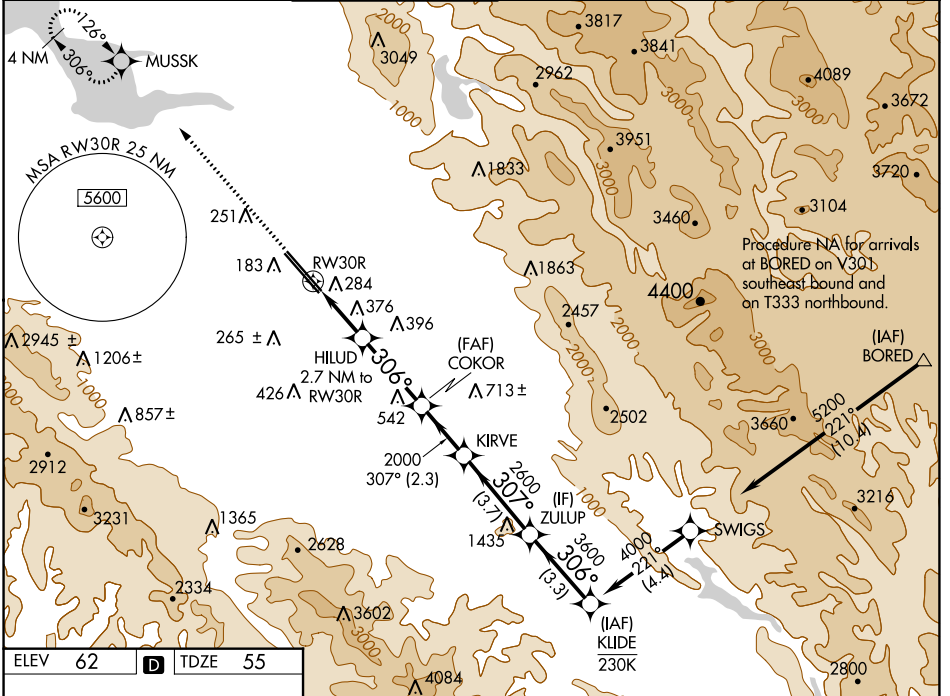 2000
3817
126°
MUSSK
4 NM
306°
3049
3841
2962
4089
3000
3672
1000
3951
3000
MSA RW30R 25 NM
5600
1833
3720
251
3460
3104
Procedure NA for arrivals
at BORED on V301
southeast bound and
on T333 northbound.
183
RW30R
284
1863
4400
376
2457
3000
2945 ±
1206±
265 ±
396
(FAF)
COKOR
2000
(IAF)
BORED
HILUD
2.7 NM to
RW30R
306°
1000
426
542
713±
857±
2502
3660
5200
221°
(10.4)
2912
KIRVE
2000
307° (2.3)
2600
307°
(3.7)
(IF)
ZULUP
1000
3216
3231
1365
1435
SWIGS
2628
3600
306°
(3.3)
4000
221°
(4.4)
2334
3602
3000
(IAF)
KLIDE
230K
ELEV 62
D
TDZE 55
4084
2800